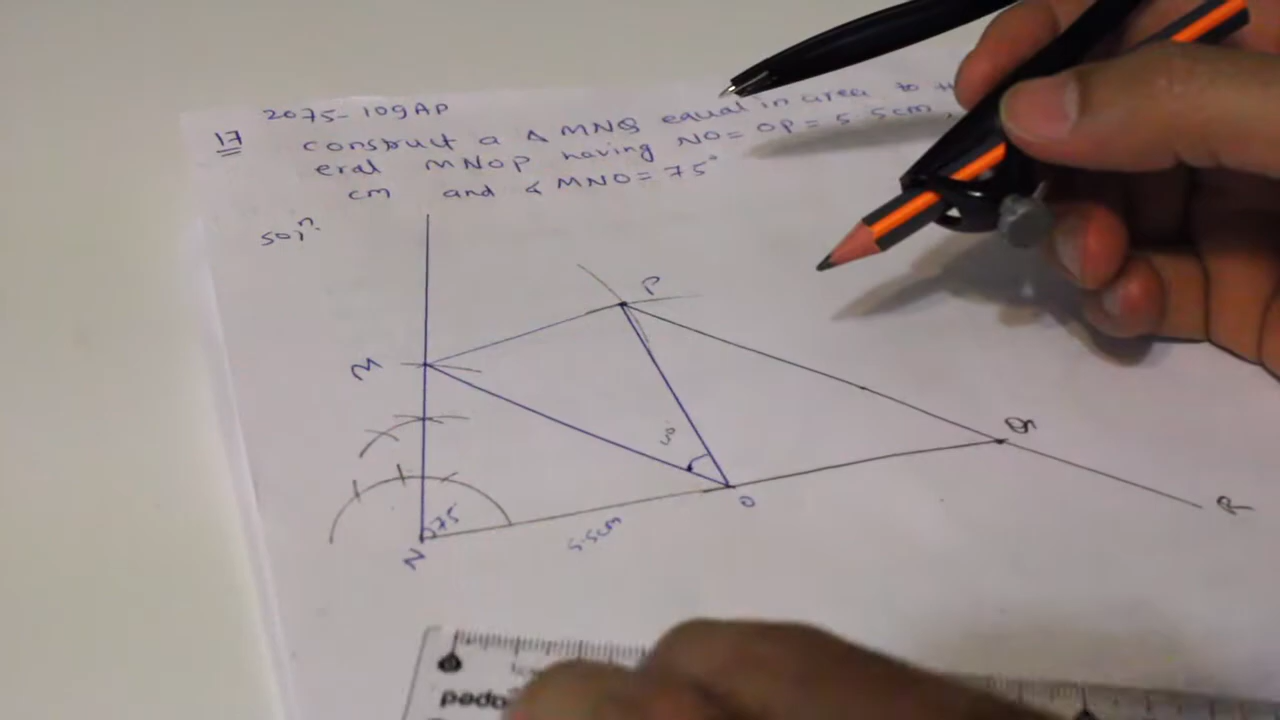 2075-109AP
17 construct a Δ MNQ equal in area to
eral MNOP having NO = OP = 5.5cm,
cm and ∡ MNO = 75°
solⁿ.
P
M
Q
R
O
75
N
5.5cm